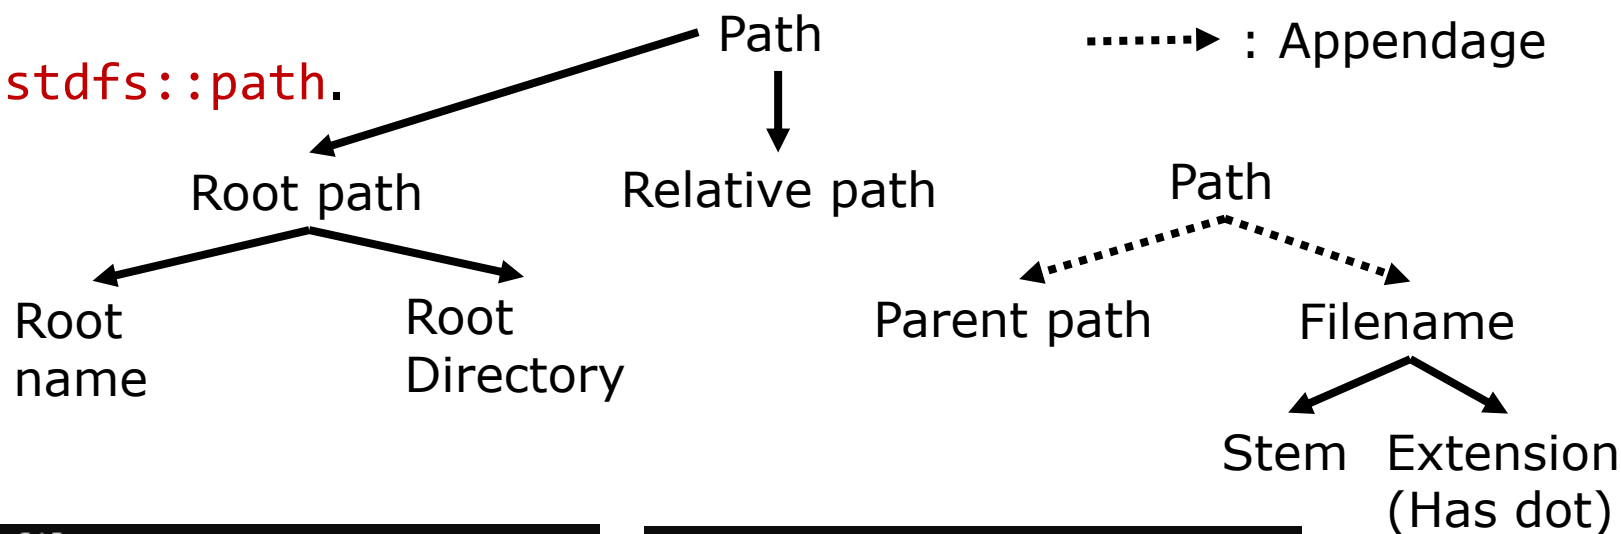 Path
: Appendage
stdfs::path.
Root path
Relative path
Path
Root
name
Root
Directory
Parent path
Filename
Stem
Extension
(Has dot)